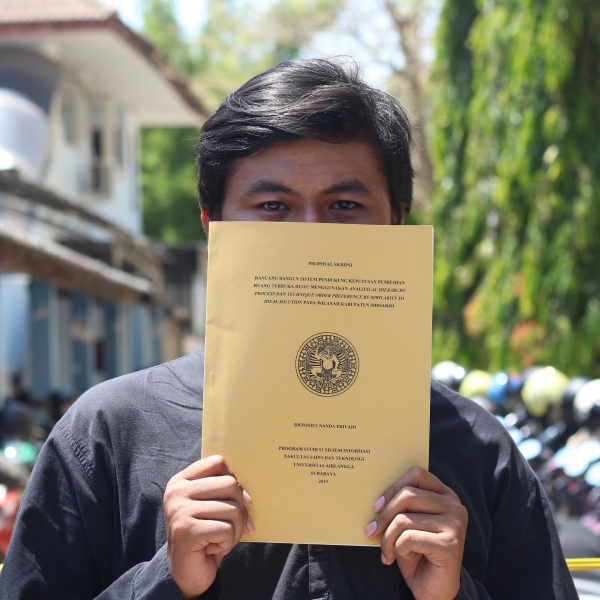 PROPOSAL SKRIPSI
RANCANG BANGUN SISTEM PENDUKUNG KEPUTUSAN PEMILIHAN
RUANG TERBUKA HIJAU MENGGUNAKAN ANALITYCAL HIERARCHY
PROCESS DAN TECHNIQUE ORDER PREFERENCE BY SIMILARITY TO
IDEAL SOLUTION PADA WILAYAH KABUPATEN SIDOARJO
DIONISIUS NANDA PRIYADI
PROGRAM STUDI S1 SISTEM INFORMASI
FAKULTAS SAINS DAN TEKNOLOGI
UNIVERSITAS AIRLANGGA
SURABAYA
2019